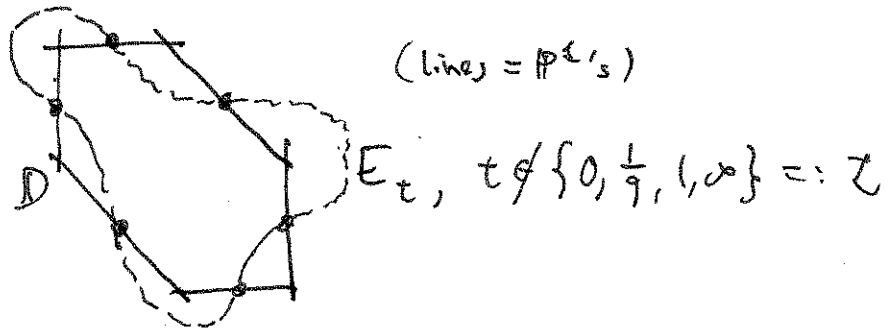 (lines = ℙ¹'s)
D E_t, t ∉ {0, 1/9, 1, ∞} =: Σ